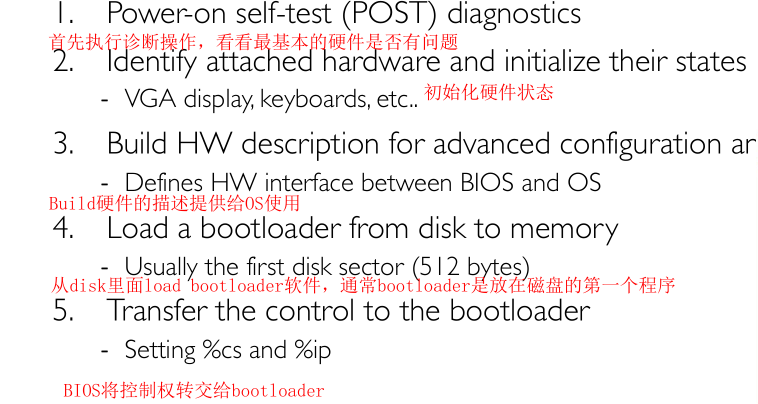 1. Power-on self-test (POST) diagnostics
首先执行诊断操作，看看最基本的硬件是否有问题
2. Identify attached hardware and initialize their states
- VGA display, keyboards, etc.. 初始化硬件状态
3. Build HW description for advanced configuration ar
- Defines HW interface between BIOS and OS
Build硬件的描述提供给OS使用
4. Load a bootloader from disk to memory
- Usually the first disk sector (512 bytes)
从disk里面load bootloader软件，通常bootloader是放在磁盘的第一个程序
5. Transfer the control to the bootloader
- Setting %cs and %ip
BIOS将控制权转交给bootloader